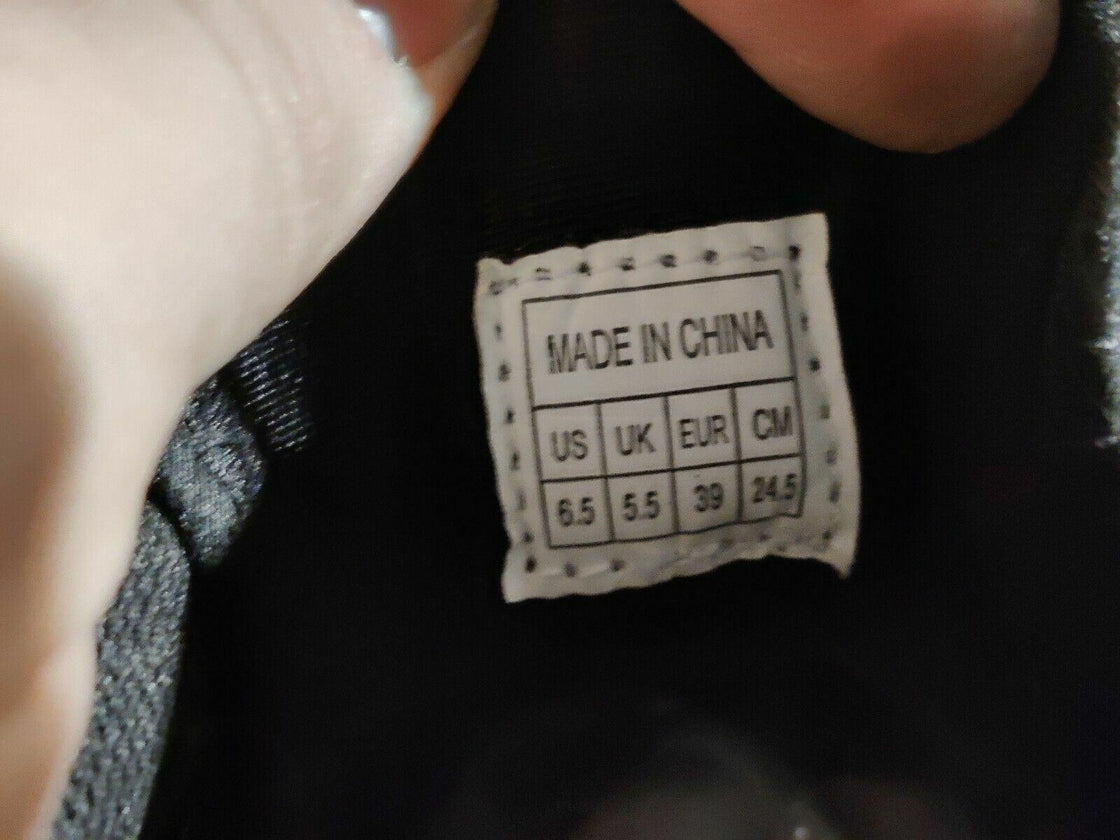 MADE IN CHINA
US UK EUR CM
6.5 5.5 39 24.5